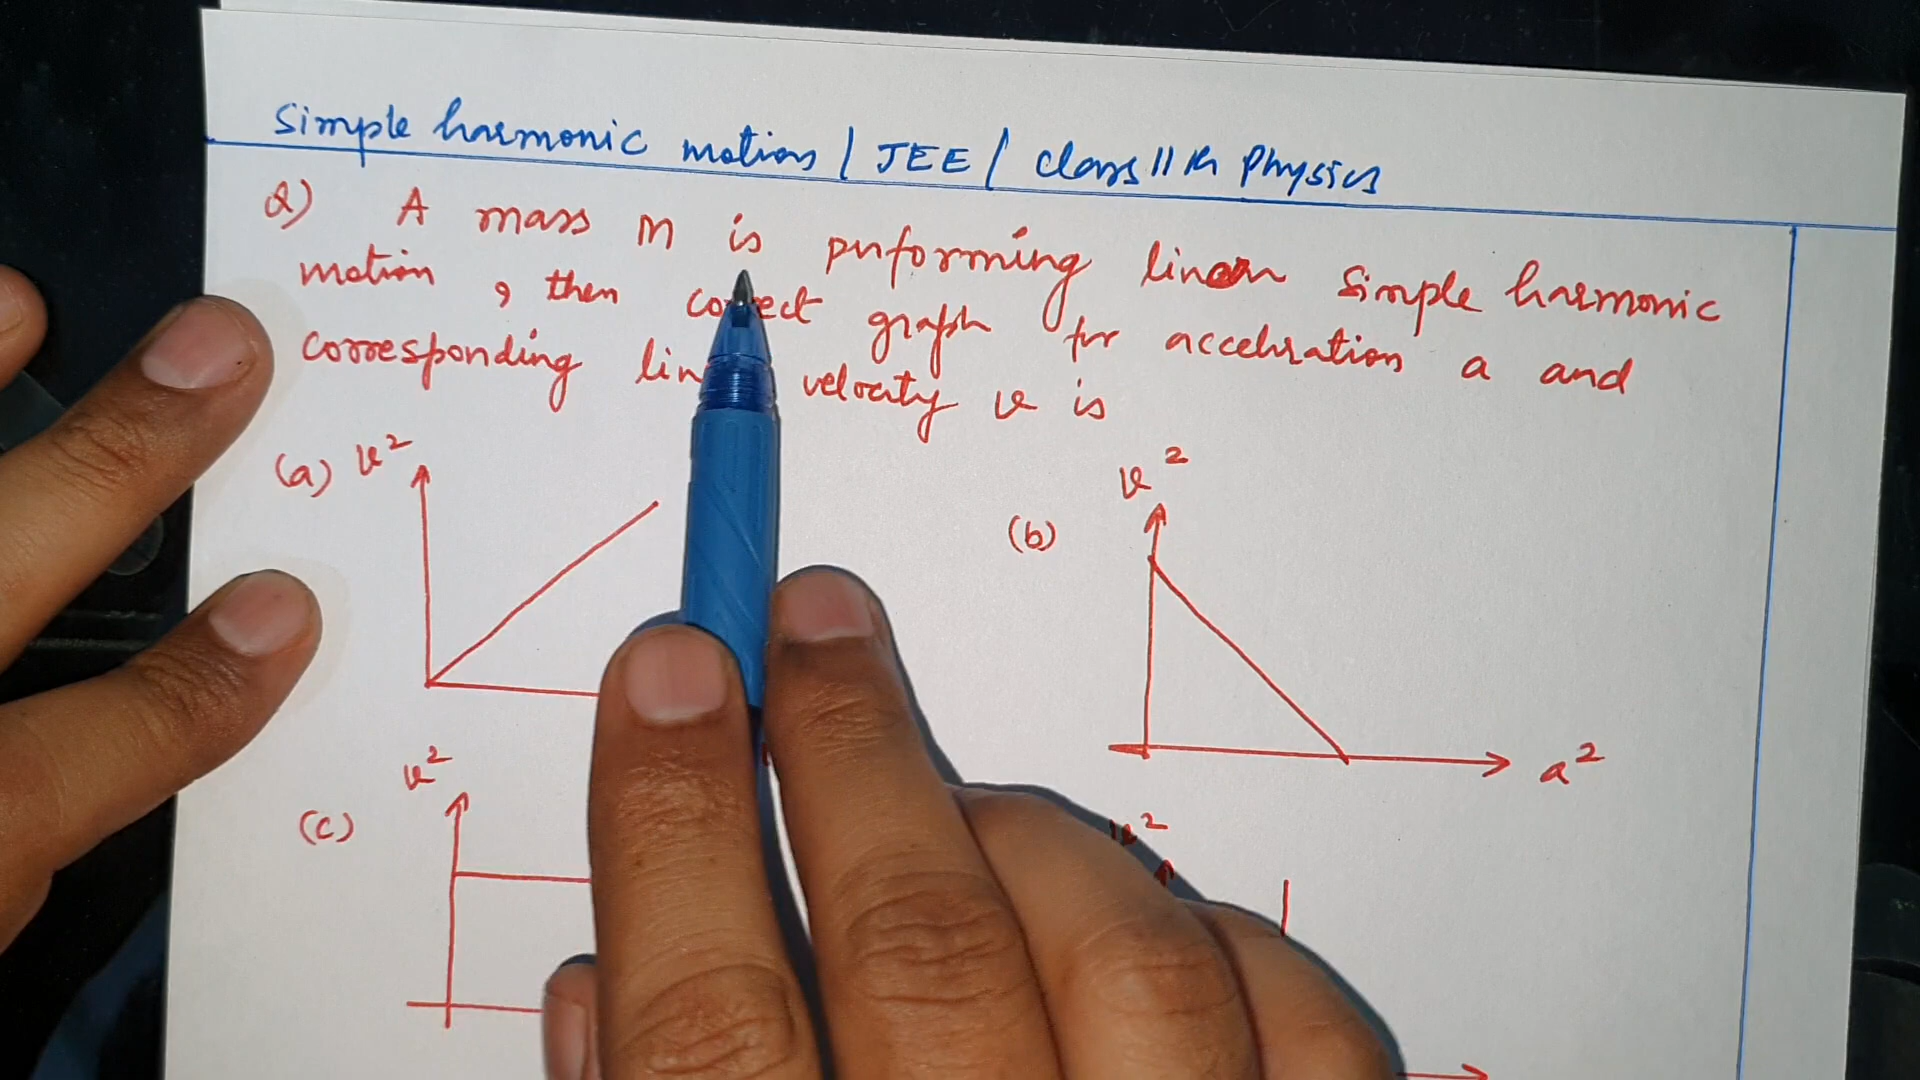 Simple harmonic motion / JEE / class 11th Physics
Q) A mass M is performing linear simple harmonic
motion, then correct graph for acceleration a and
corresponding velocity v is
(a) v²
(b) v²
a²
(c) v²
v²